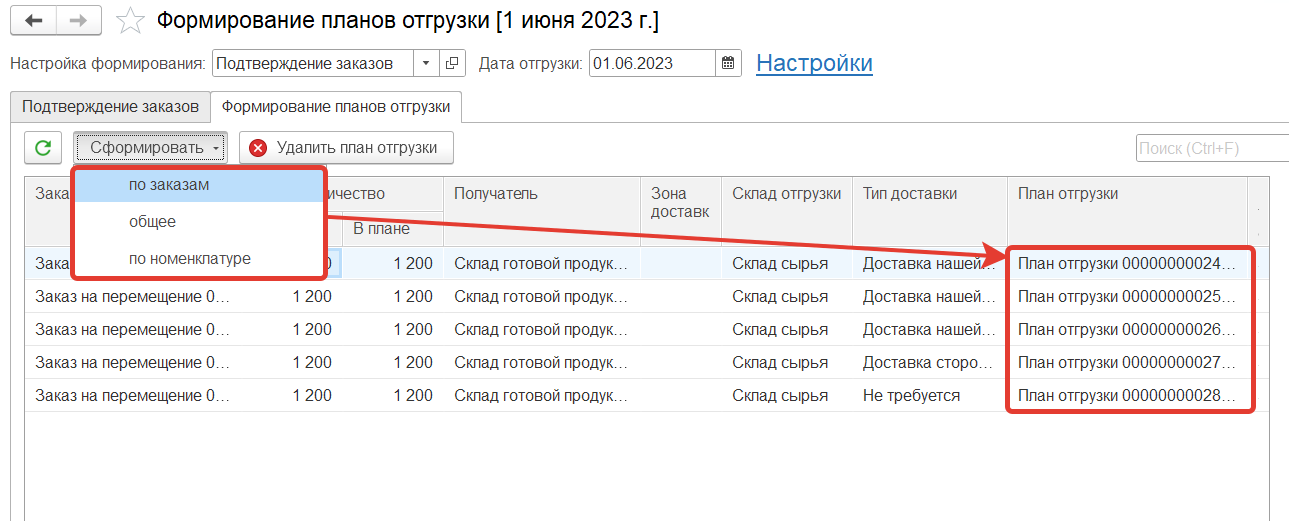 Формирование планов отгрузки [1 июня 2023 г.]
Настройка формирования: Подтверждение заказов Дата отгрузки: 01.06.2023 Настройки
Подтверждение заказов Формирование планов отгрузки
Сформировать Удалить план отгрузки Поиск (Ctrl+F)
по заказам
общее
по номенклатуре
Зака ичество Получатель Зона доставк Склад отгрузки Тип доставки План отгрузки
В плане
Зака 0 1 200 Склад готовой продук... Склад сырья Доставка нашей... План отгрузки 00000000024...
Заказ на перемещение 0... 1 200 1 200 Склад готовой продук... Склад сырья Доставка нашей... План отгрузки 00000000025...
Заказ на перемещение 0... 1 200 1 200 Склад готовой продук... Склад сырья Доставка нашей... План отгрузки 00000000026...
Заказ на перемещение 0... 1 200 1 200 Склад готовой продук... Склад сырья Доставка сторо... План отгрузки 00000000027...
Заказ на перемещение 0... 1 200 1 200 Склад готовой продук... Склад сырья Не требуется План отгрузки 00000000028...